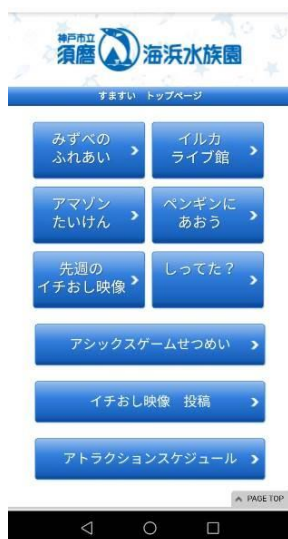 神戸市立
須磨 海浜水族園
すますい トップページ
みずべの
ふれあい
イルカ
ライブ館
アマゾン
たいけん
ペンギンに
あおう
先週の
イチおし映像
しってた？
アシックスゲームせつめい
イチおし映像 投稿
アトラクションスケジュール
PAGE TOP